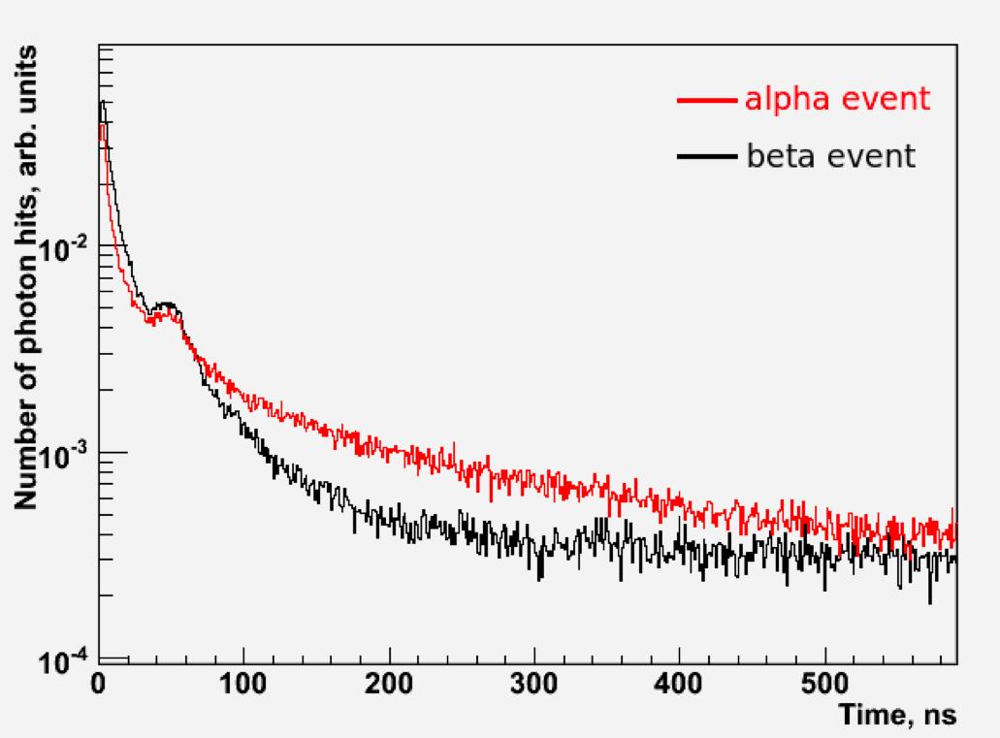 Number of photon hits, arb. units
alpha event
beta event
10-2
10-3
10-4
0 100 200 300 400 500
Time, ns